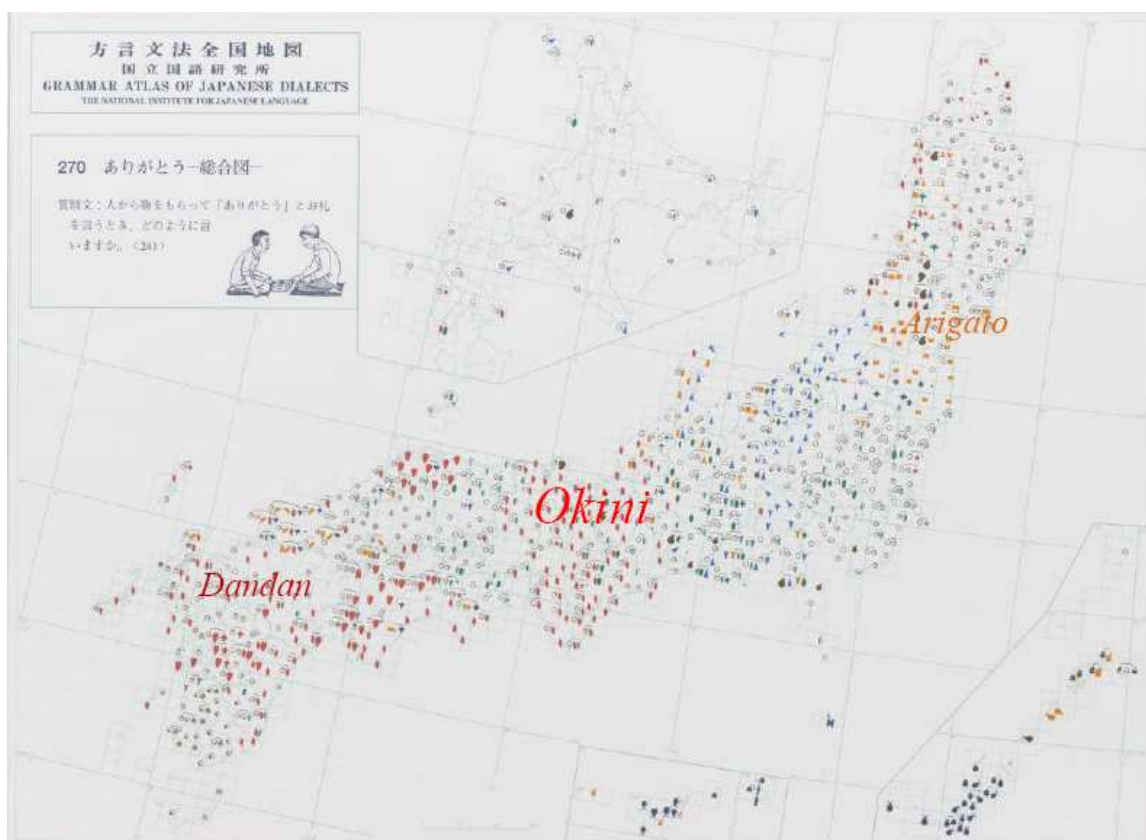 方言文法全国地図
国立国語研究所
GRAMMAR ATLAS OF JAPANESE DIALECTS
THE NATIONAL INSTITUTE FOR JAPANESE LANGUAGE
270 ありがとう―総合図―
質問文:人から物をもらって「ありがとう」とお礼
を言うとき、どのように言
いますか。(241)
Arigato
Okini
Dandan